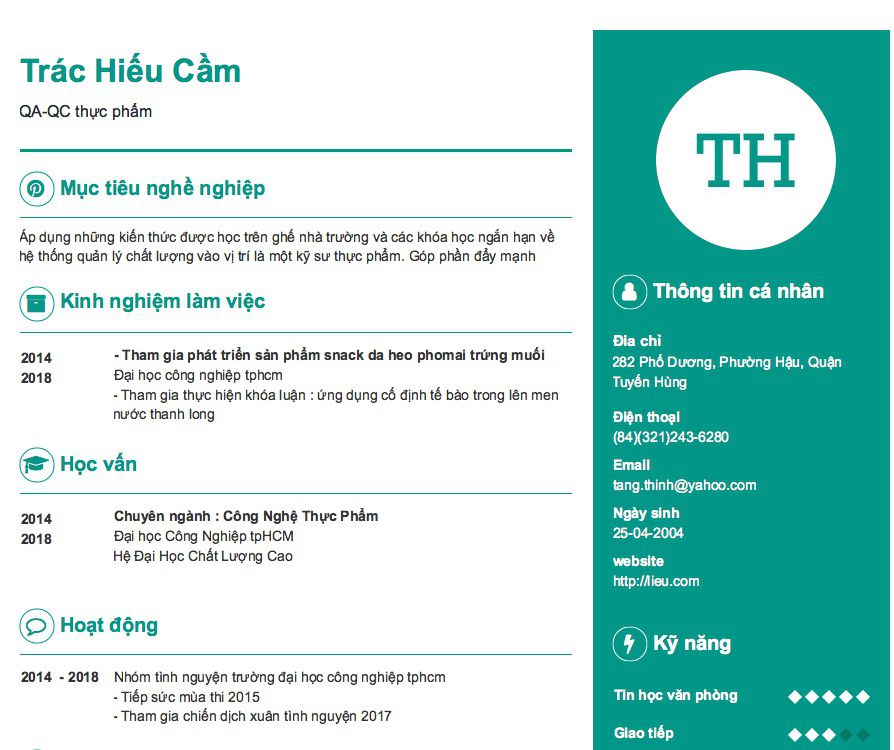 Trác Hiếu Cầm
QA-QC thực phẩm
Mục tiêu nghề nghiệp
Áp dụng những kiến thức được học trên ghế nhà trường và các khóa học ngắn hạn về
hệ thống quản lý chất lượng vào vị trí là một kỹ sư thực phẩm. Góp phần đẩy mạnh
Kinh nghiệm làm việc
2014
2018
- Tham gia phát triển sản phẩm snack da heo phomai trứng muối
Đại học công nghiệp tphcm
- Tham gia thực hiện khóa luận : ứng dụng cố định tế bào trong lên men
nước thanh long
Học vấn
2014
2018
Chuyên ngành : Công Nghệ Thực Phẩm
Đại học Công Nghiệp tpHCM
Hệ Đại Học Chất Lượng Cao
Hoạt động
2014 - 2018 Nhóm tình nguyện trường đại học công nghiệp tphcm
- Tiếp sức mùa thi 2015
- Tham gia chiến dịch xuân tình nguyện 2017
TH
Thông tin cá nhân
Địa chỉ
282 Phố Dương, Phường Hậu, Quận
Tuyến Hùng
Điện thoại
(84)(321)243-6280
Email
tang.thinh@yahoo.com
Ngày sinh
25-04-2004
website
http://lieu.com
Kỹ năng
Tin học văn phòng
Giao tiếp